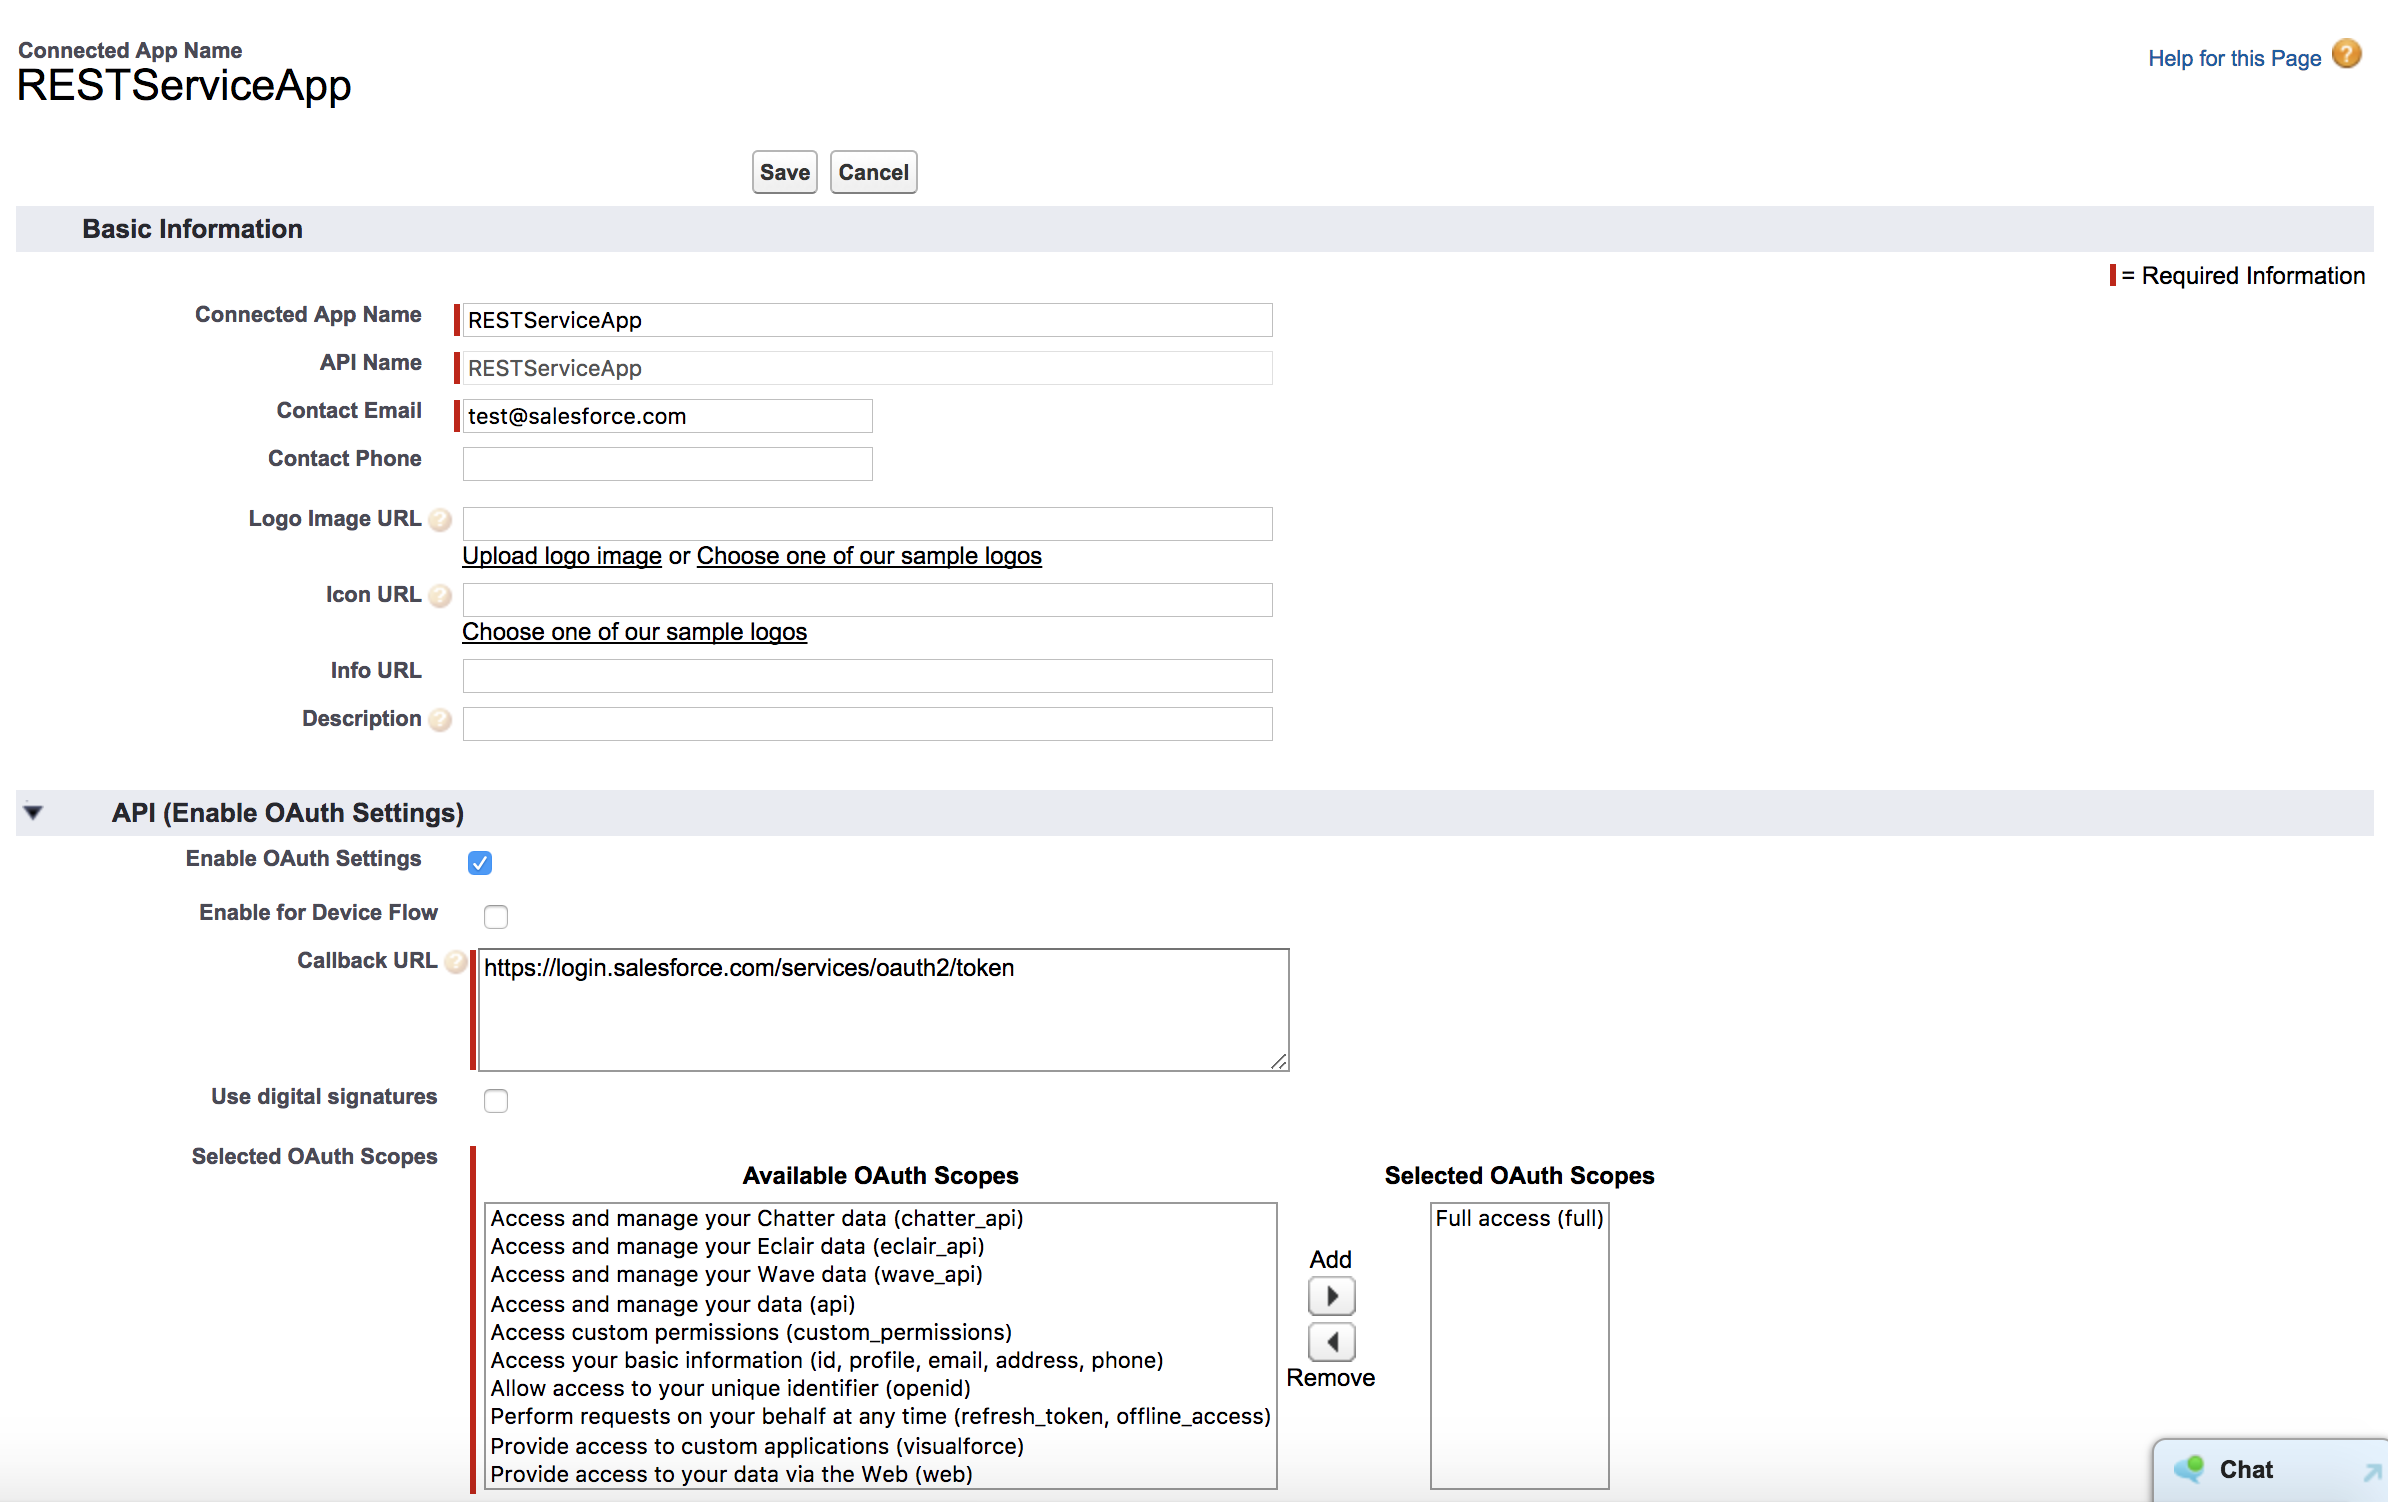 Connected App Name
RESTServiceApp
Help for this Page ?
Save Cancel
Basic Information
= Required Information
Connected App Name RESTServiceApp
API Name RESTServiceApp
Contact Email test@salesforce.com
Contact Phone
Logo Image URL ?
Upload logo image or Choose one of our sample logos
Icon URL ?
Choose one of our sample logos
Info URL
Description ?
API (Enable OAuth Settings)
Enable OAuth Settings
Enable for Device Flow
Callback URL ? https://login.salesforce.com/services/oauth2/token
Use digital signatures
Selected OAuth Scopes
Available OAuth Scopes
Access and manage your Chatter data (chatter_api)
Access and manage your Eclair data (eclair_api)
Access and manage your Wave data (wave_api)
Access and manage your data (api)
Access custom permissions (custom_permissions)
Access your basic information (id, profile, email, address, phone)
Allow access to your unique identifier (openid)
Perform requests on your behalf at any time (refresh_token, offline_access)
Provide access to custom applications (visualforce)
Provide access to your data via the Web (web)
Add
Remove
Selected OAuth Scopes
Full access (full)
Chat